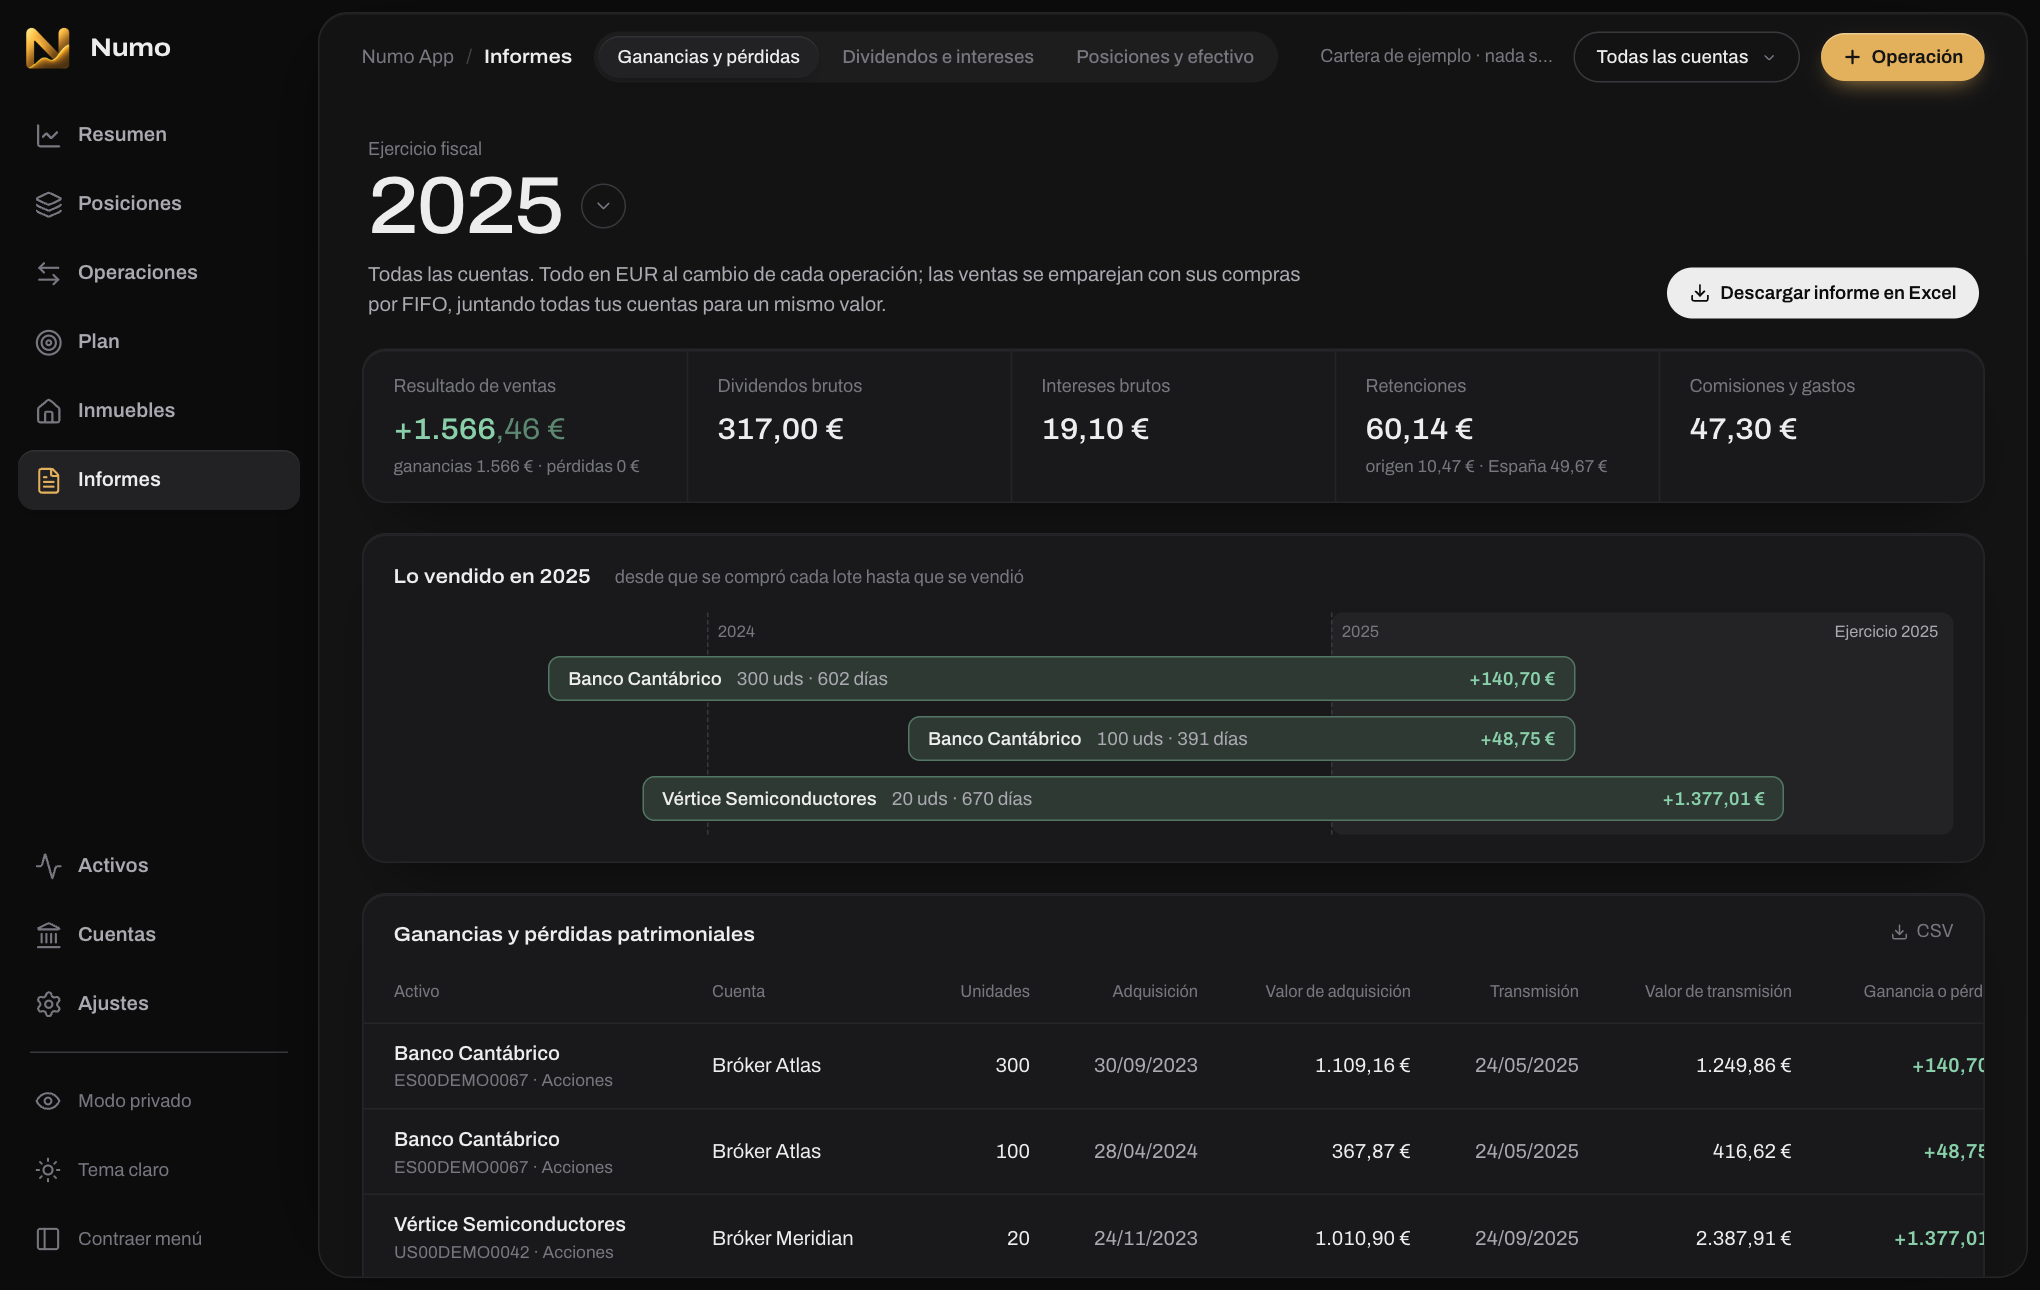 Numo
Resumen
Posiciones
Operaciones
Plan
Inmuebles
Informes
Activos
Cuentas
Ajustes
Modo privado
Tema claro
Contraer menú
Numo App / Informes
Ganancias y pérdidas
Dividendos e intereses
Posiciones y efectivo
Cartera de ejemplo · nada s...
Todas las cuentas
+ Operación
Ejercicio fiscal
2025
Todas las cuentas. Todo en EUR al cambio de cada operación; las ventas se emparejan con sus compras
por FIFO, juntando todas tus cuentas para un mismo valor.
Descargar informe en Excel
Resultado de ventas
+1.566,46 €
ganancias 1.566 € · pérdidas 0 €
Dividendos brutos
317,00 €
Intereses brutos
19,10 €
Retenciones
60,14 €
origen 10,47 € · España 49,67 €
Comisiones y gastos
47,30 €
Lo vendido en 2025 desde que se compró cada lote hasta que se vendió
2024 2025 Ejercicio 2025
Banco Cantábrico 300 uds · 602 días +140,70 €
Banco Cantábrico 100 uds · 391 días +48,75 €
Vértice Semiconductores 20 uds · 670 días +1.377,01 €
Ganancias y pérdidas patrimoniales
CSV
Activo Cuenta Unidades Adquisición Valor de adquisición Transmisión Valor de transmisión Ganancia o pérd
Banco Cantábrico
ES00DEMO0067 · Acciones
Bróker Atlas 300 30/09/2023 1.109,16 € 24/05/2025 1.249,86 € +140,70
Banco Cantábrico
ES00DEMO0067 · Acciones
Bróker Atlas 100 28/04/2024 367,87 € 24/05/2025 416,62 € +48,75
Vértice Semiconductores
US00DEMO0042 · Acciones
Bróker Meridian 20 24/11/2023 1.010,90 € 24/09/2025 2.387,91 € +1.377,01